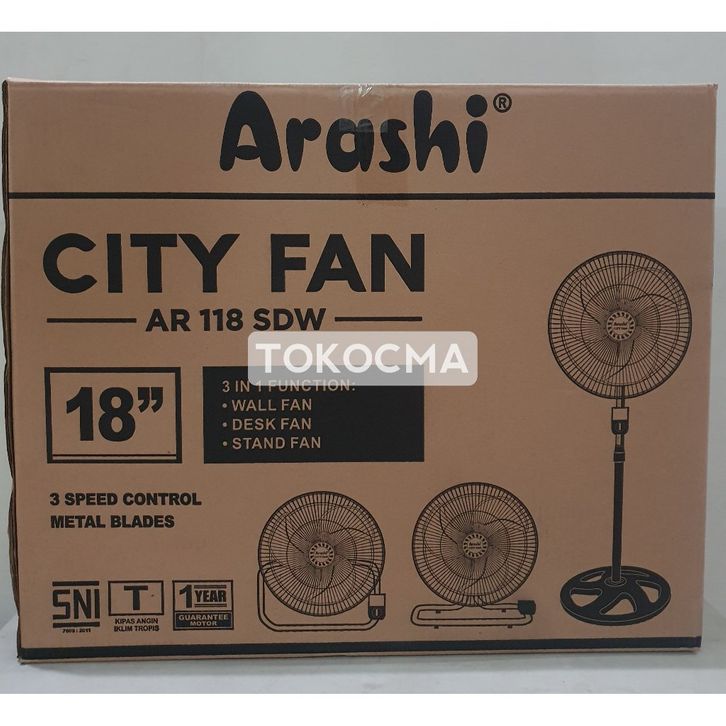 Arashi®
CITY FAN
AR 118 SDW
TOKOCMA
18”
3 IN 1 FUNCTION:
• WALL FAN
• DESK FAN
• STAND FAN
3 SPEED CONTROL
METAL BLADES
SNI
T
KIPAS ANGIN
IKLIM TROPIS
1 YEAR
GUARANTEE
MOTOR